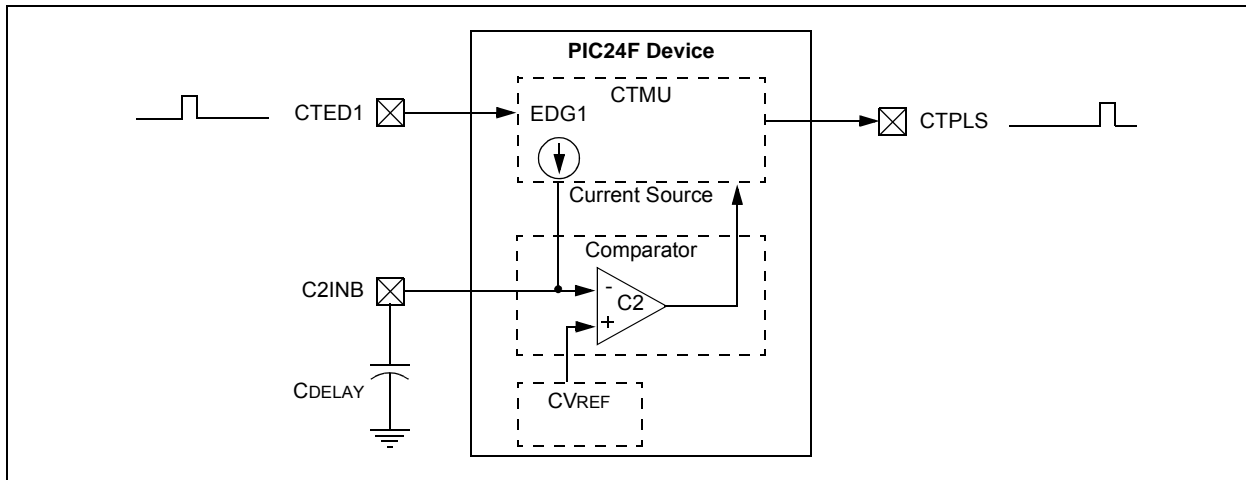 PIC24F Device
CTMU
CTED1
EDG1
CTPLS
Current Source
Comparator
C2INB
-
C2
+
CDELAY
CVREF